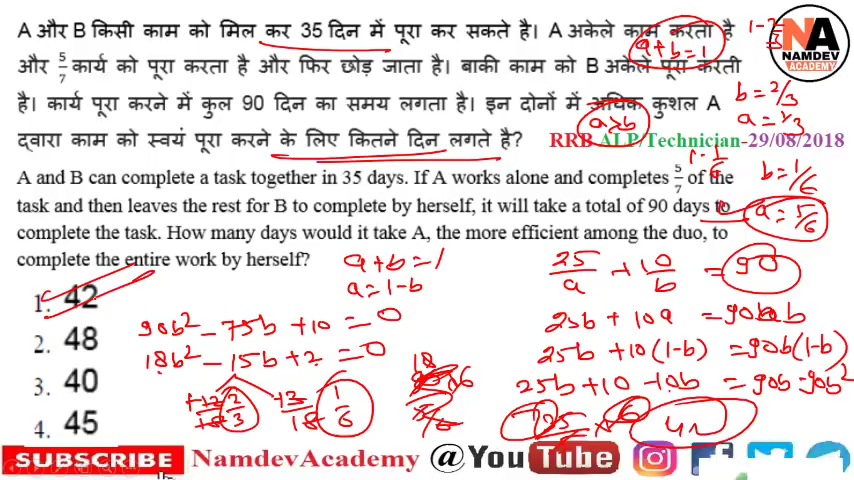 A और B किसी काम को मिल कर 35 दिन में पूरा कर सकते है। A अकेले काम करता है
और 5/7 कार्य को पूरा करता है और फिर छोड़ जाता है। बाकी काम को B अकेले पूरा करती
है। कार्य पूरा करने में कुल 90 दिन का समय लगता है। इन दोनों में अधिक कुशल A
द्वारा काम को स्वयं पूरा करने के लिए कितने दिन लगते है?
RRB ALP/Technician-29/08/2018
NA
NAMDEV
ACADEMY
a+b=1
b=2/3
a>b
b=1/6
a=5/6
A and B can complete a task together in 35 days. If A works alone and completes 5/7 of the
task and then leaves the rest for B to complete by herself, it will take a total of 90 days to
complete the task. How many days would it take A, the more efficient among the duo, to
complete the entire work by herself?
a+b=1
a=1-b
25/a + 10/b = 90
1. 42
2. 48
3. 40
4. 45
90b² - 75b + 10 = 0
18b² - 15b + 2 = 0
2/3
1/6
25b + 10a = 90 b
25b + 10(1-b) = 90b(1-b)
25b + 10 - 10b = 90b - 90b²
42
SUBSCRIBE NamdevAcademy @You Tube